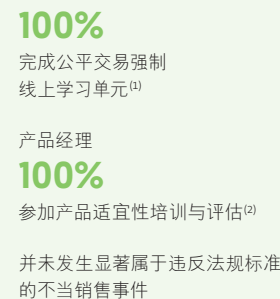 100%
完成公平交易强制
线上学习单元(1)
产品经理
100%
参加产品适宜性培训与评估(2)
并未发生显著属于违反法规标准
的不当销售事件